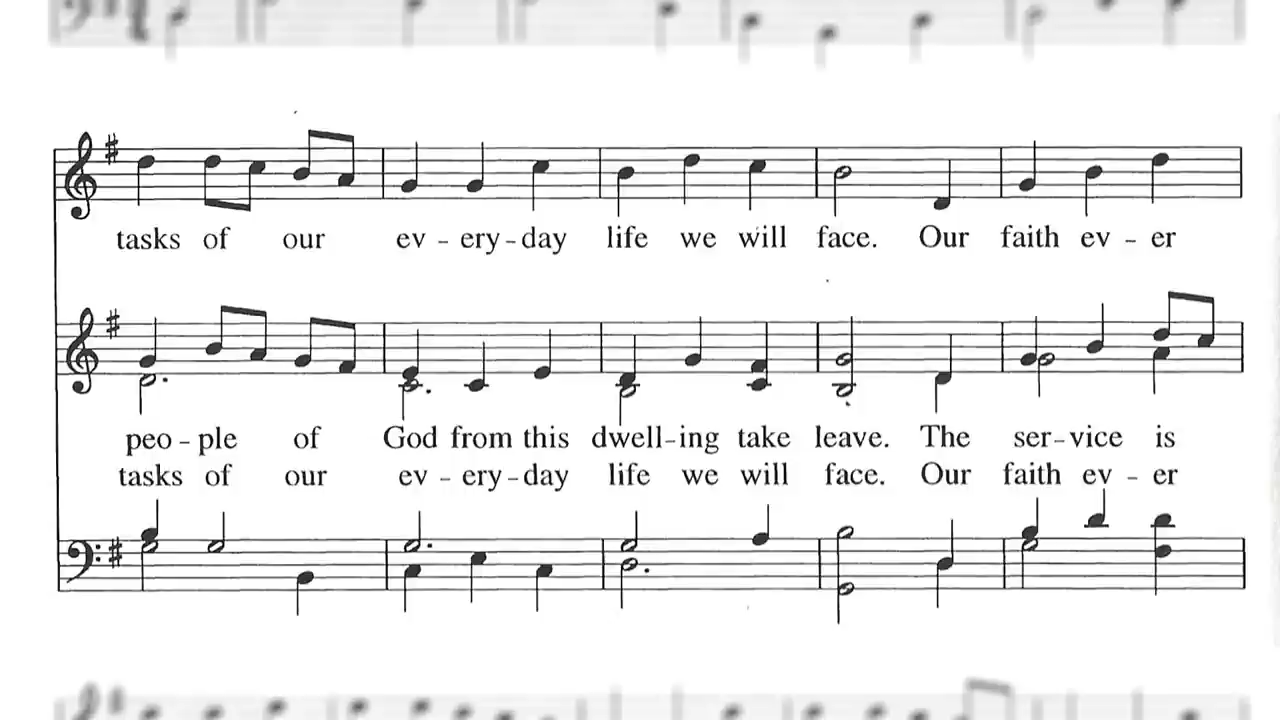 tasks of our ev - ery - day life we will face. Our faith ev - er
peo - ple of God from this dwell - ing take leave. The ser - vice is
tasks of our ev - ery - day life we will face. Our faith ev - er